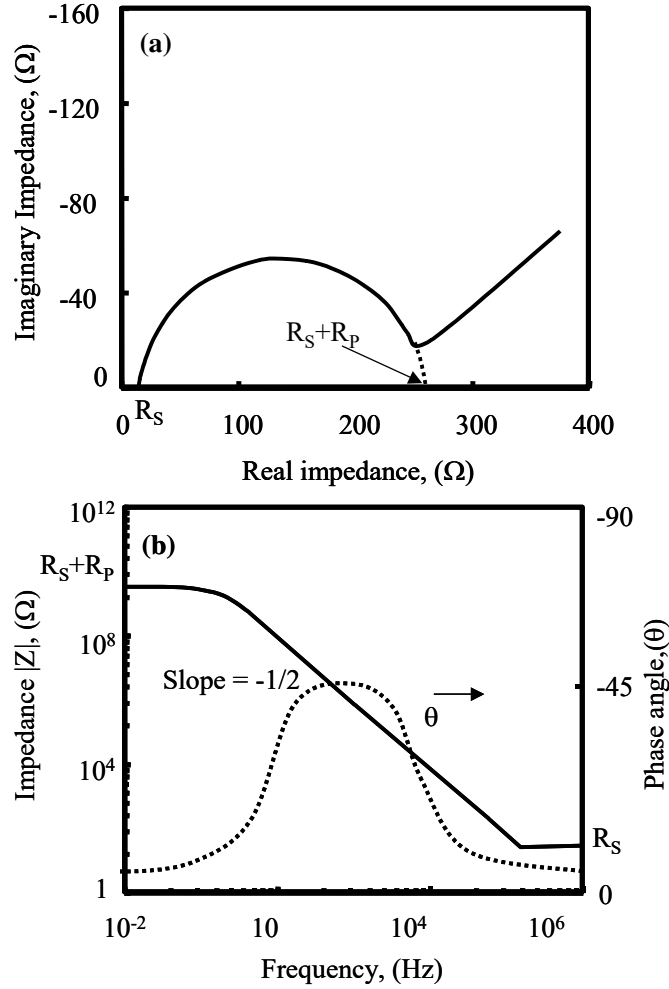 -160
(a)
-120
-80
-40
0
Imaginary Impedance, (Ω)
R_S+R_P
R_S
0 100 200 300 400
Real impedance, (Ω)
10^12
(b)
-90
R_S+R_P
10^8
Slope = -1/2
-45
θ
10^4
R_S
1
0
Impedance |Z|, (Ω)
Phase angle,(θ)
10^-2 10 10^4 10^6
Frequency, (Hz)